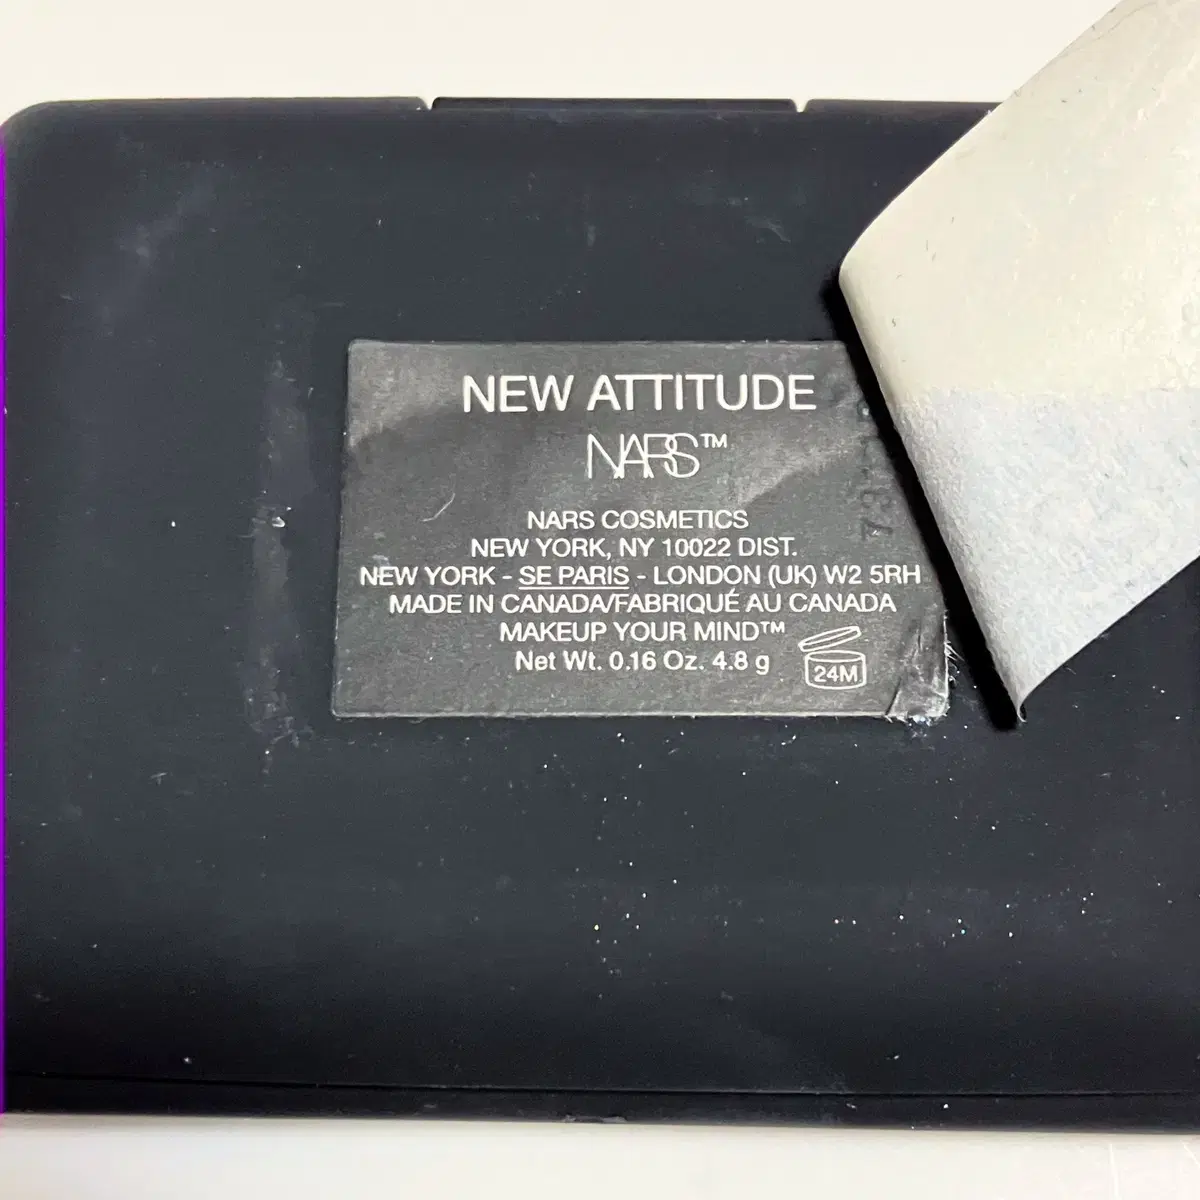 NEW ATTITUDE
NARS™
NARS COSMETICS
NEW YORK, NY 10022 DIST.
NEW YORK - SE PARIS - LONDON (UK) W2 5RH
MADE IN CANADA/FABRIQUÉ AU CANADA
MAKEUP YOUR MIND™
Net Wt. 0.16 Oz. 4.8 g
24M